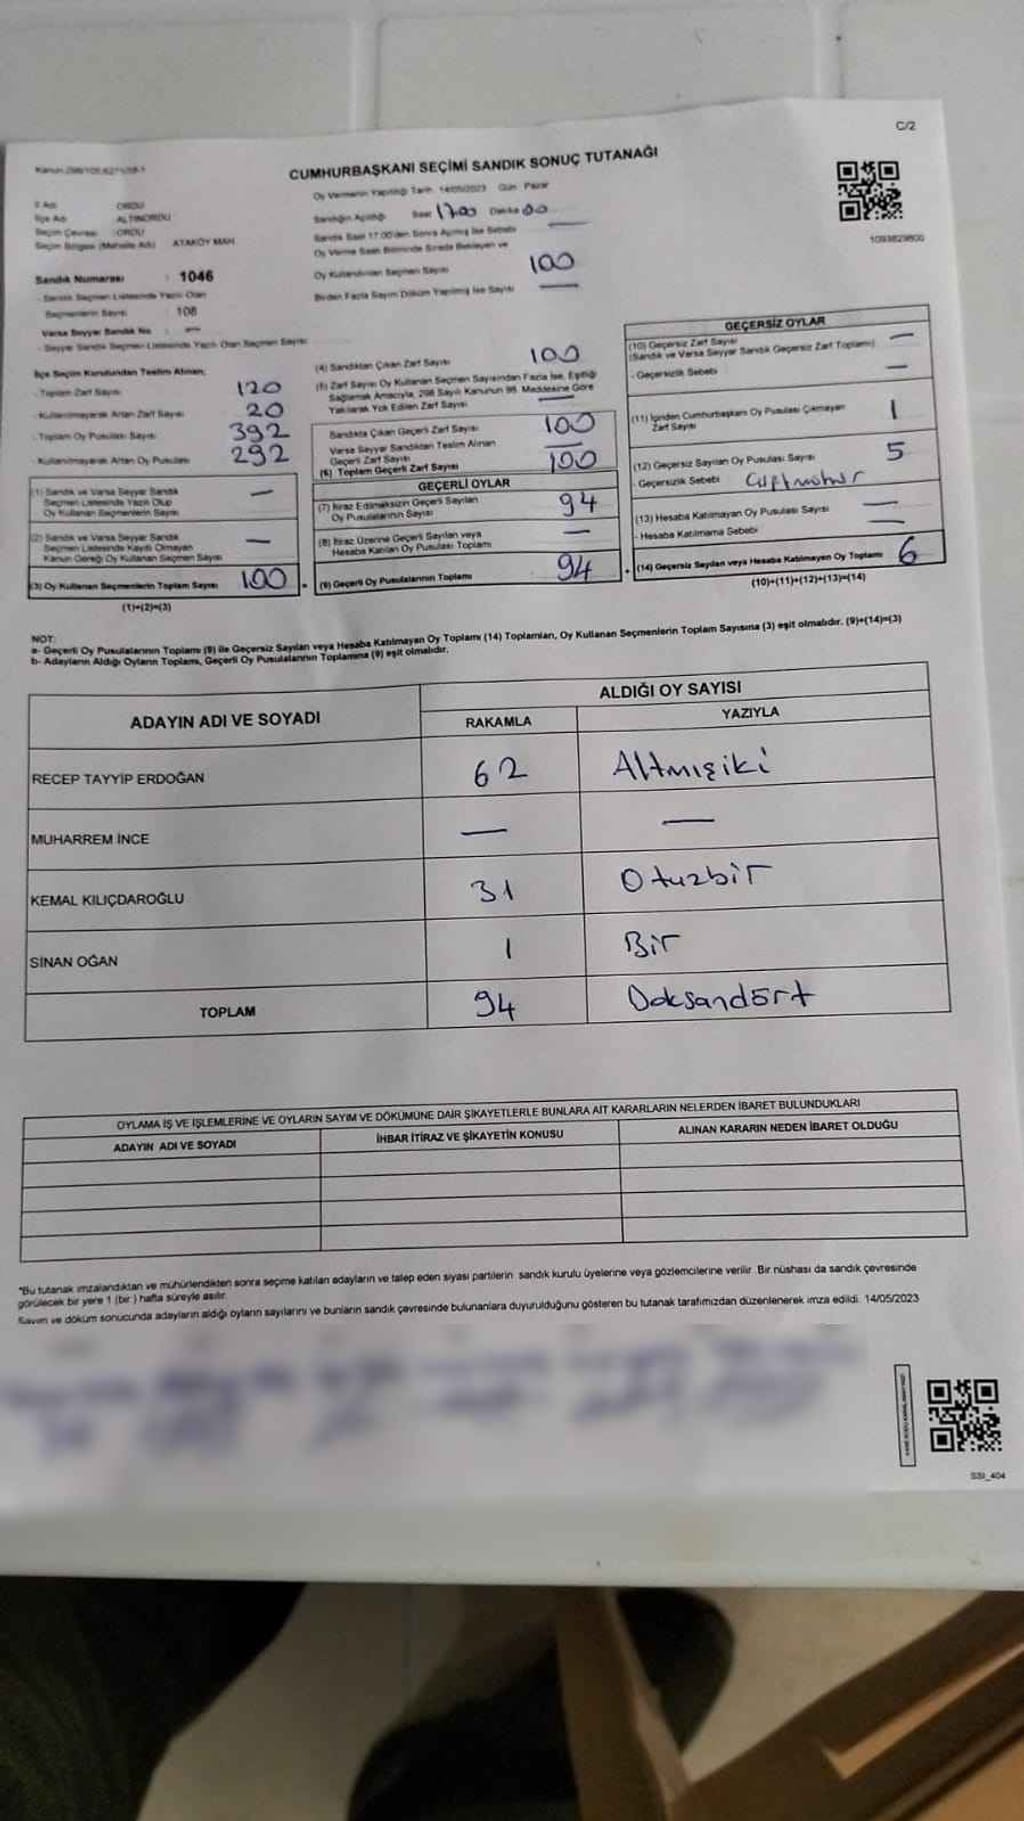 C/2
CUMHURBAŞKANI SEÇİMİ SANDIK SONUÇ TUTANAĞI
Oy Vermenin Yapıldığı Tarih 14/05/2023 Gün Pazar
İl Adı ORDU
İlçe Adı ALTINORDU
Seçim Çevresi ORDU
Seçim Bölgesi (Mahalle Adı) ATAKÖY MAH.
Sandığın Açıldığı Saat 17:00 Dakika 00
Sandık Saat 17.00'den Sonra Açılmış İse Sebebi —
Oy Verme Saati Bitiminde Sırada Bekleyen ve
Oy Kullandırılan Seçmen Sayısı 100
Birden Fazla Sayım Döküm Yapılmış İse Sayısı —
1093829800
Sandık Numarası : 1046
- Sandık Seçmen Listesinde Yazılı Olan
Seçmenlerin Sayısı : 108
Varsa Seyyar Sandık No : —
- Seyyar Sandık Seçmen Listesinde Yazılı Olan Seçmen Sayısı
İlçe Seçim Kurulundan Teslim Alınan;
- Toplam Zarf Sayısı 120
- Kullanılmayarak Artan Zarf Sayısı 20
- Toplam Oy Pusulası Sayısı 392
- Kullanılmayarak Artan Oy Pusulası 292
(1) Sandık ve Varsa Seyyar Sandık
Seçmen Listesinde Yazılı Olup
Oy Kullanan Seçmenlerin Sayısı —
(2) Sandık ve Varsa Seyyar Sandık
Seçmen Listesinde Kayıtlı Olmayan
Kanun Gereği Oy Kullanan Seçmen Sayısı —
(3) Oy Kullanan Seçmenlerin Toplam Sayısı 100
(1)+(2)=(3)
(4) Sandıktan Çıkan Zarf Sayısı 100
(5) Zarf Sayısı Oy Kullanan Seçmen Sayısından Fazla İse, Eşitliği
Sağlamak Amacıyla, 298 Sayılı Kanunun 98. Maddesine Göre
Yakılarak Yok Edilen Zarf Sayısı —
Sandıkta Çıkan Geçerli Zarf Sayısı 100
Varsa Seyyar Sandıktan Teslim Alınan
Geçerli Zarf Sayısı —
(6) Toplam Geçerli Zarf Sayısı 100
GEÇERLİ OYLAR
(7) İtiraz Edilmeksizin Geçerli Sayılan
Oy Pusulalarının Sayısı 94
(8) İtiraz Üzerine Geçerli Sayılan veya
Hesaba Katılan Oy Pusulası Toplamı —
(9) Geçerli Oy Pusulalarının Toplamı 94
GEÇERSİZ OYLAR
(10) Geçersiz Zarf Sayısı —
(Sandık ve Varsa Seyyar Sandık Geçersiz Zarf Toplamı)
- Geçersizlik Sebebi —
(11) İçinden Cumhurbaşkanı Oy Pusulası Çıkmayan
Zarf Sayısı 1
(12) Geçersiz Sayılan Oy Pusulası Sayısı 5
- Geçersizlik Sebebi
(13) Hesaba Katılmayan Oy Pusulası Sayısı —
- Hesaba Katılmama Sebebi —
+ (14) Geçersiz Sayılan veya Hesaba Katılmayan Oy Toplamı 6
(10)+(11)+(12)+(13)=(14)
NOT:
a- Geçerli Oy Pusulalarının Toplamı (9) ile Geçersiz Sayılan veya Hesaba Katılmayan Oy Toplamı (14) Toplamları, Oy Kullanan Seçmenlerin Toplam Sayısına (3) eşit olmalıdır. (9)+(14)=(3)
b- Adayların Aldığı Oyların Toplamı, Geçerli Oy Pusulalarının Toplamına (9) eşit olmalıdır.
ADAYIN ADI VE SOYADI
ALDIĞI OY SAYISI
RAKAMLA YAZIYLA
RECEP TAYYİP ERDOĞAN 62 Altmışiki
MUHARREM İNCE — —
KEMAL KILIÇDAROĞLU 31 Otuzbir
SİNAN OĞAN 1 Bir
TOPLAM 94 Doksandört
OYLAMA İŞ VE İŞLEMLERİNE VE OYLARIN SAYIM VE DÖKÜMÜNE DAİR ŞİKAYETLERLE BUNLARA AİT KARARLARIN NELERDEN İBARET BULUNDUKLARI
ADAYIN ADI VE SOYADI İHBAR İTİRAZ VE ŞİKAYETİN KONUSU ALINAN KARARIN NEDEN İBARET OLDUĞU
*Bu tutanak imzalandıktan ve mühürlendikten sonra seçime katılan adayların ve talep eden siyasi partilerin sandık kurulu üyelerine veya gözlemcilerine verilir. Bir nüshası da sandık çevresinde
görülecek bir yere 1 (bir) hafta süreyle asılır.
Sayım ve döküm sonucunda adayların aldığı oyların sayılarını ve bunların sandık çevresinde bulunanlara duyurulduğunu gösteren bu tutanak tarafımızdan düzenlenerek imza edildi. 14/05/2023
SSI_404